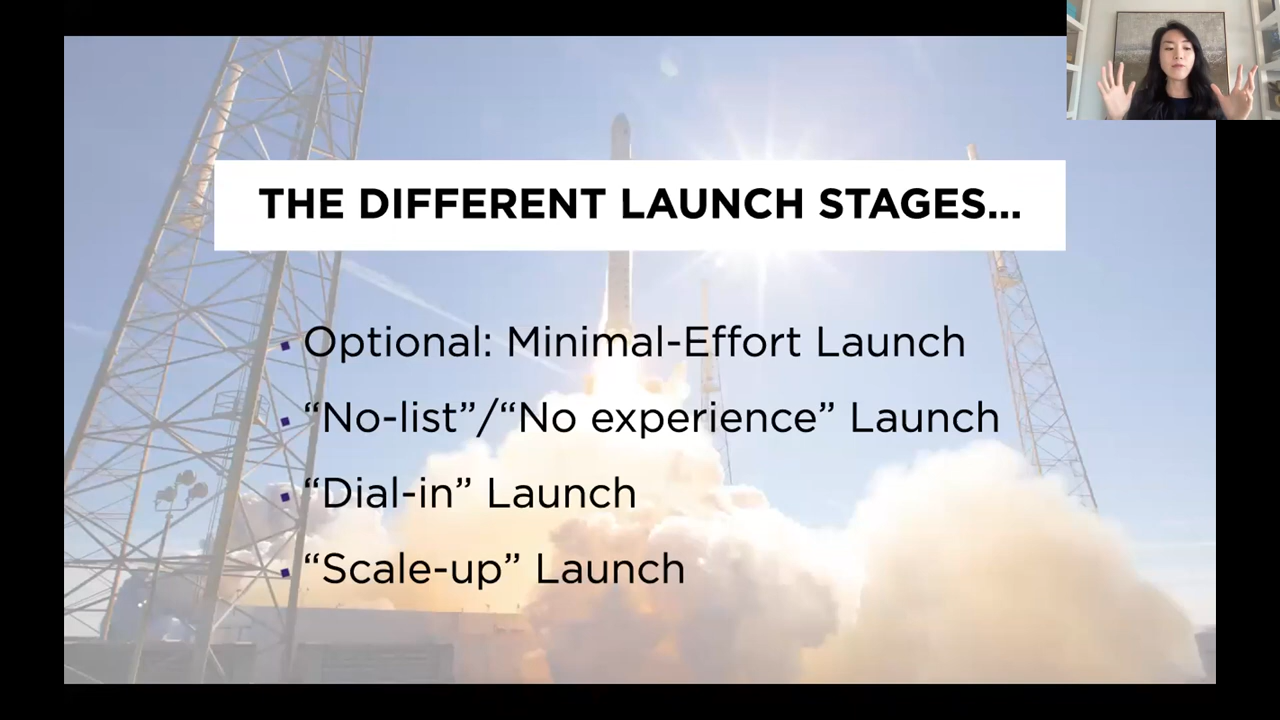 THE DIFFERENT LAUNCH STAGES...
Optional: Minimal-Effort Launch
“No-list”/“No experience” Launch
“Dial-in” Launch
“Scale-up” Launch